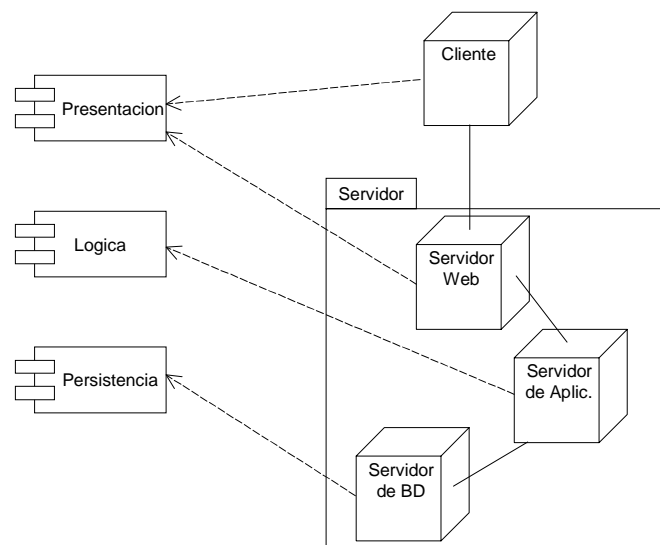 Cliente
Presentacion
Servidor
Logica
Servidor
Web
Servidor
de Aplic.
Persistencia
Servidor
de BD